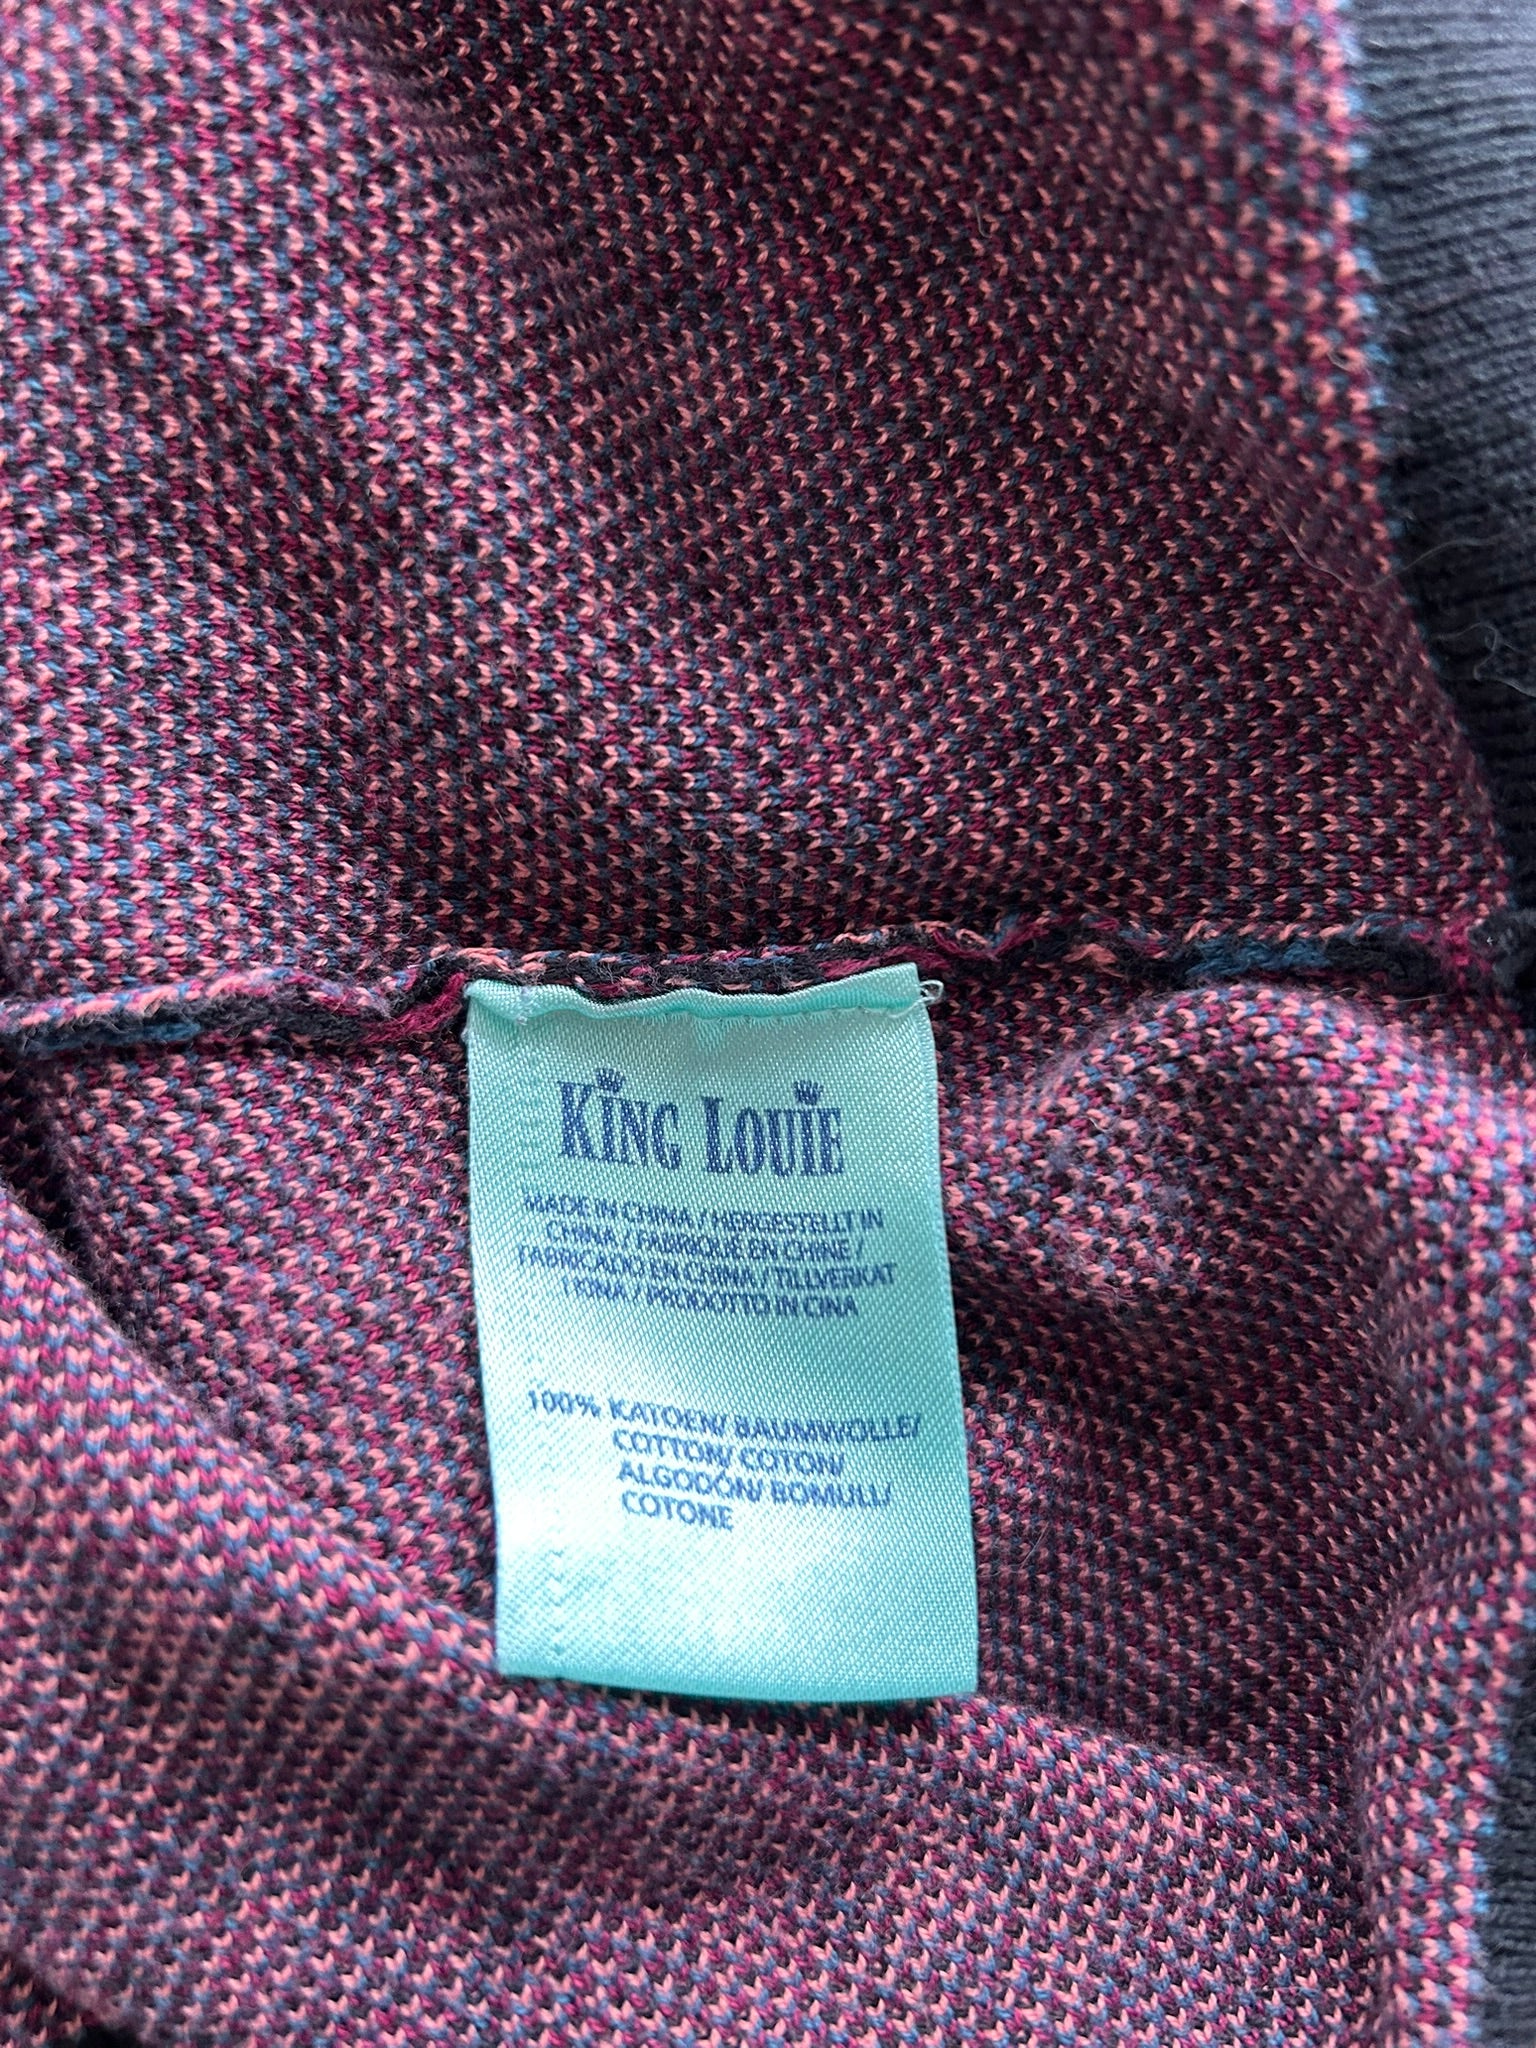 KING LOUIE
MADE IN CHINA / HERGESTELLT IN
CHINA / FABRIQUÉ EN CHINE /
FABRICADO EN CHINA / TILLVERKAT
I KINA / PRODOTTO IN CINA
100% KATOEN/ BAUMWOLLE/
COTTON/ COTON/
ALGODÓN/ BOMULL/
COTONE